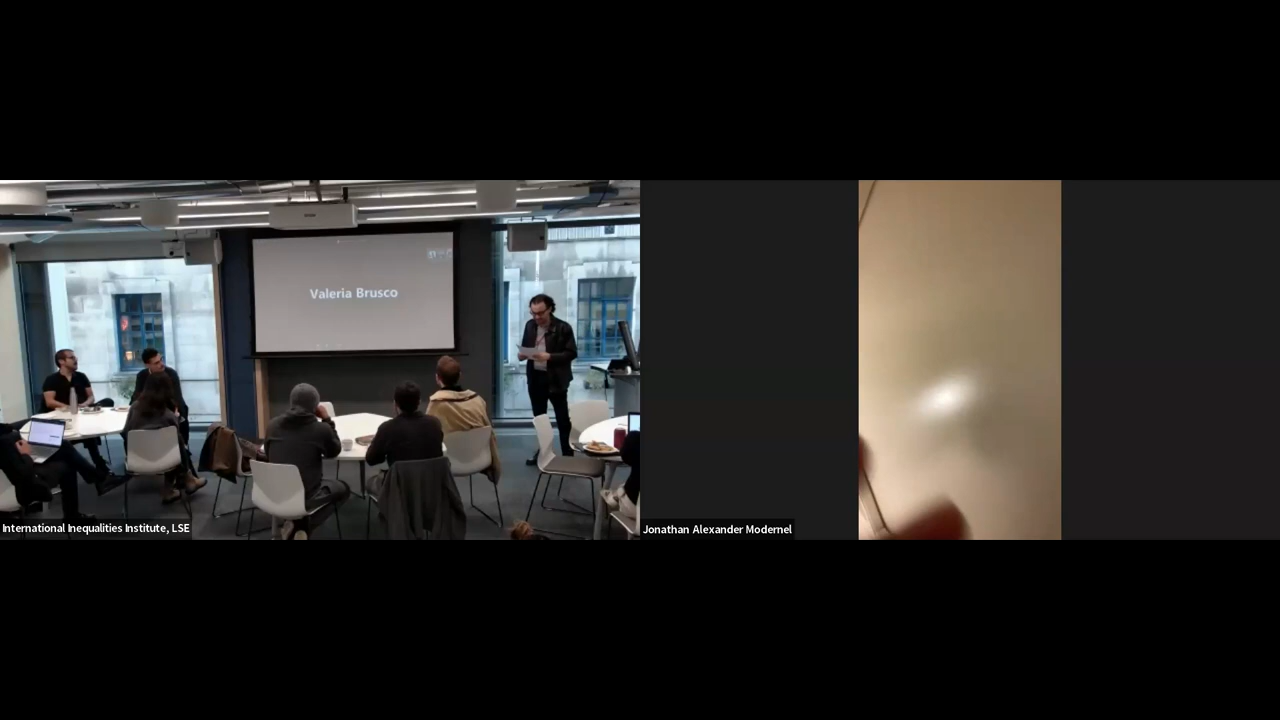 Valeria Brusco
International Inequalities Institute, LSE
Jonathan Alexander Modernel